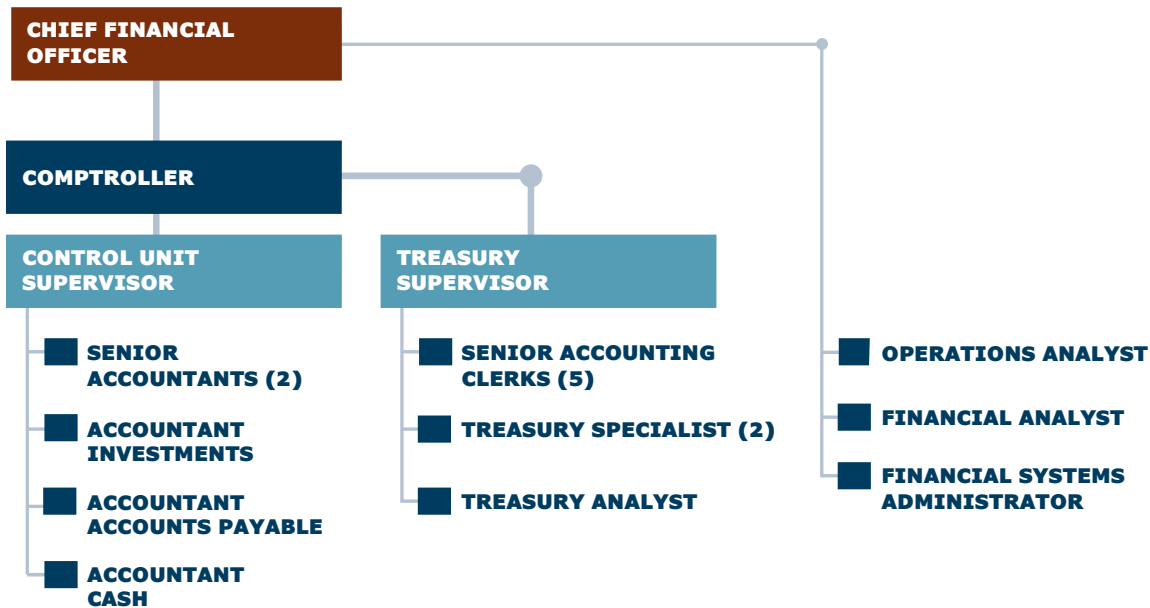 CHIEF FINANCIAL
OFFICER
COMPTROLLER
CONTROL UNIT
SUPERVISOR
SENIOR
ACCOUNTANTS (2)
ACCOUNTANT
INVESTMENTS
ACCOUNTANT
ACCOUNTS PAYABLE
ACCOUNTANT
CASH
TREASURY
SUPERVISOR
SENIOR ACCOUNTING
CLERKS (5)
TREASURY SPECIALIST (2)
TREASURY ANALYST
OPERATIONS ANALYST
FINANCIAL ANALYST
FINANCIAL SYSTEMS
ADMINISTRATOR